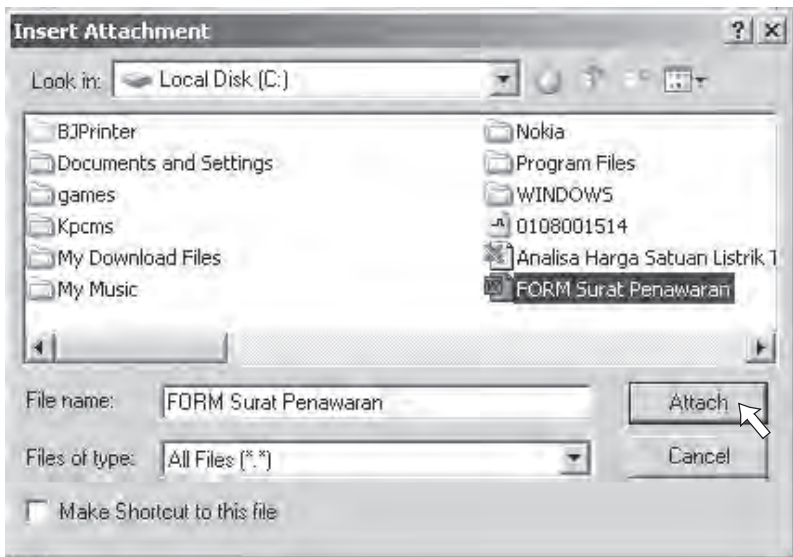 Insert Attachment
Look in: Local Disk (C:)
BJPrinter
Documents and Settings
games
Kpcms
My Download Files
My Music
Nokia
Program Files
WINDOWS
0108001514
Analisa Harga Satuan Listrik
FORM Surat Penawaran
File name: FORM Surat Penawaran Attach
Files of type: All Files (*.*) Cancel
Make Shortcut to this file